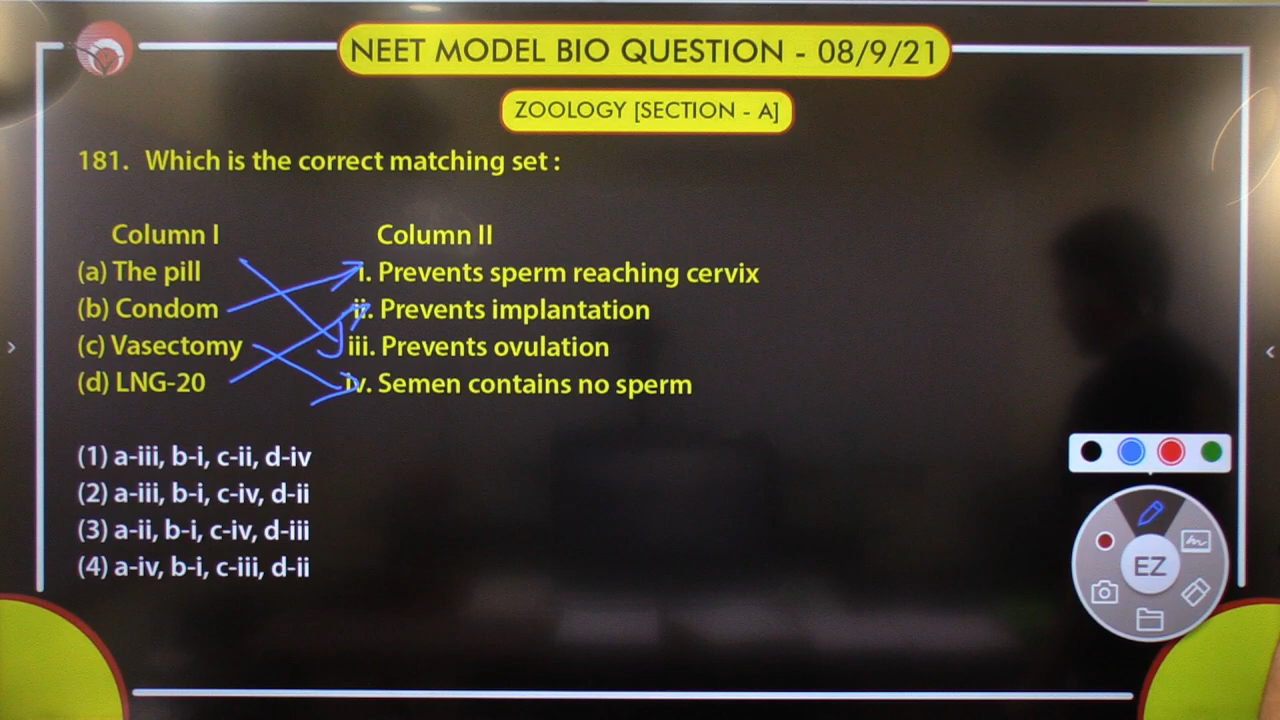 NEET MODEL BIO QUESTION - 08/9/21
ZOOLOGY [SECTION - A]
181. Which is the correct matching set :
Column I Column II
(a) The pill i. Prevents sperm reaching cervix
(b) Condom ii. Prevents implantation
(c) Vasectomy iii. Prevents ovulation
(d) LNG-20 iv. Semen contains no sperm
(1) a-iii, b-i, c-ii, d-iv
(2) a-iii, b-i, c-iv, d-ii
(3) a-ii, b-i, c-iv, d-iii
(4) a-iv, b-i, c-iii, d-ii
EZ